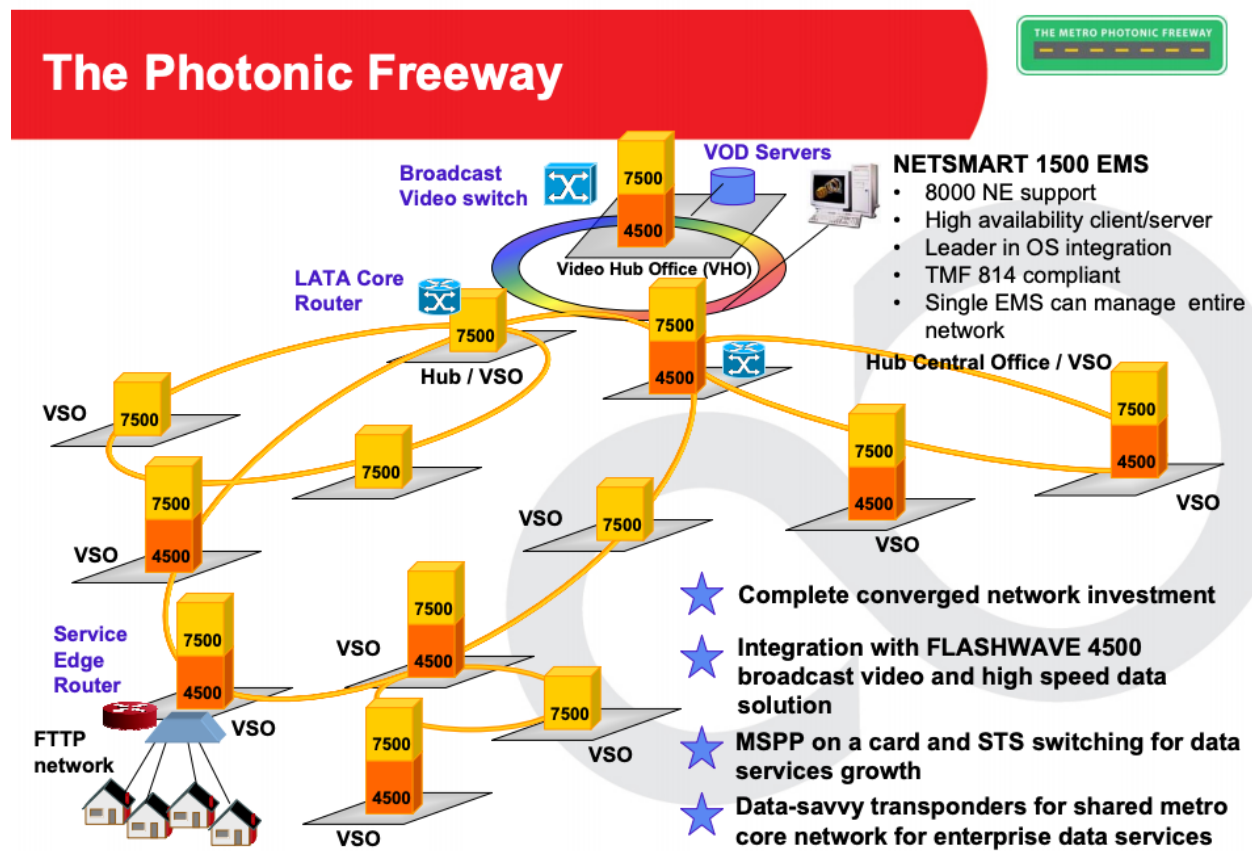 THE METRO PHOTONIC FREEWAY
The Photonic Freeway
Broadcast
Video switch
7500
4500
VOD Servers
Video Hub Office (VHO)
NETSMART 1500 EMS
• 8000 NE support
• High availability client/server
• Leader in OS integration
• TMF 814 compliant
• Single EMS can manage entire
network
LATA Core
Router
7500
Hub / VSO
7500
4500
Hub Central Office / VSO
VSO
7500
7500
7500
4500
VSO
7500
4500
VSO
7500
4500
VSO
VSO
7500
Service
Edge
Router
7500
4500
VSO
FTTP
network
7500
4500
VSO
7500
VSO
7500
4500
VSO
Complete converged network investment
Integration with FLASHWAVE 4500
broadcast video and high speed data
solution
MSPP on a card and STS switching for data
services growth
Data-savvy transponders for shared metro
core network for enterprise data services